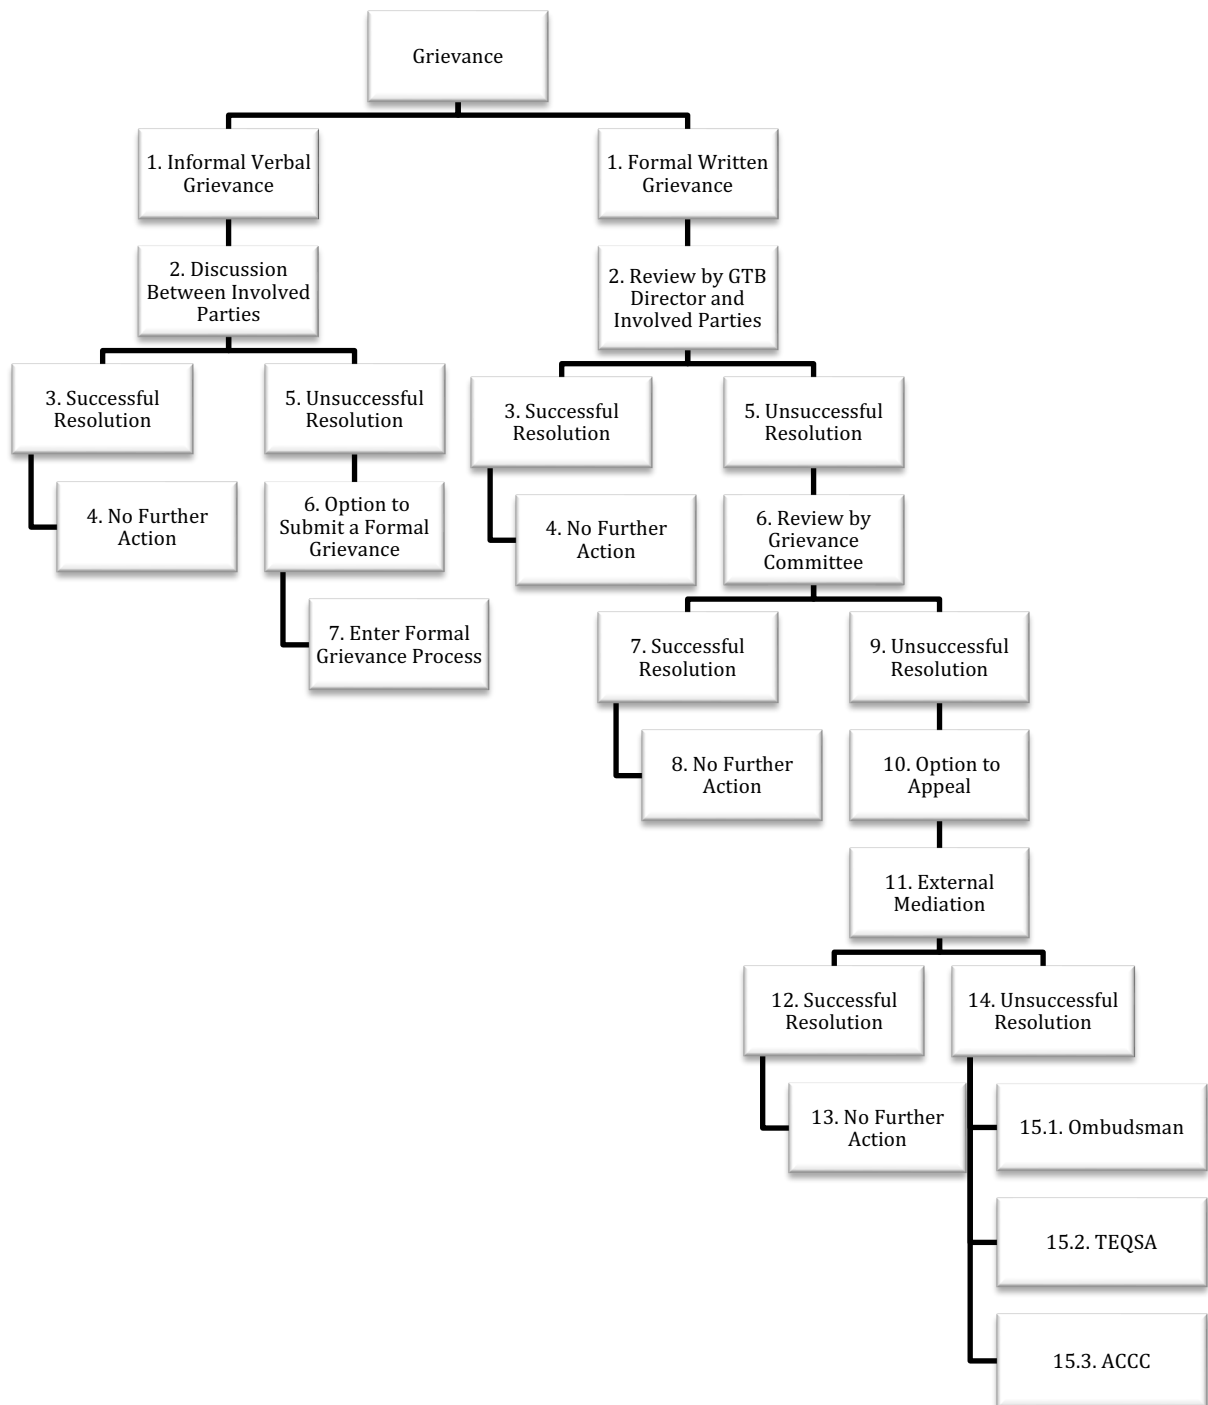 Grievance
1. Informal Verbal
Grievance
1. Formal Written
Grievance
2. Discussion
Between Involved
Parties
2. Review by GTB
Director and
Involved Parties
3. Successful
Resolution
5. Unsuccessful
Resolution
3. Successful
Resolution
5. Unsuccessful
Resolution
4. No Further
Action
6. Option to
Submit a Formal
Grievance
4. No Further
Action
6. Review by
Grievance
Committee
7. Enter Formal
Grievance Process
7. Successful
Resolution
9. Unsuccessful
Resolution
8. No Further
Action
10. Option to
Appeal
11. External
Mediation
12. Successful
Resolution
14. Unsuccessful
Resolution
13. No Further
Action
15.1. Ombudsman
15.2. TEQSA
15.3. ACCC